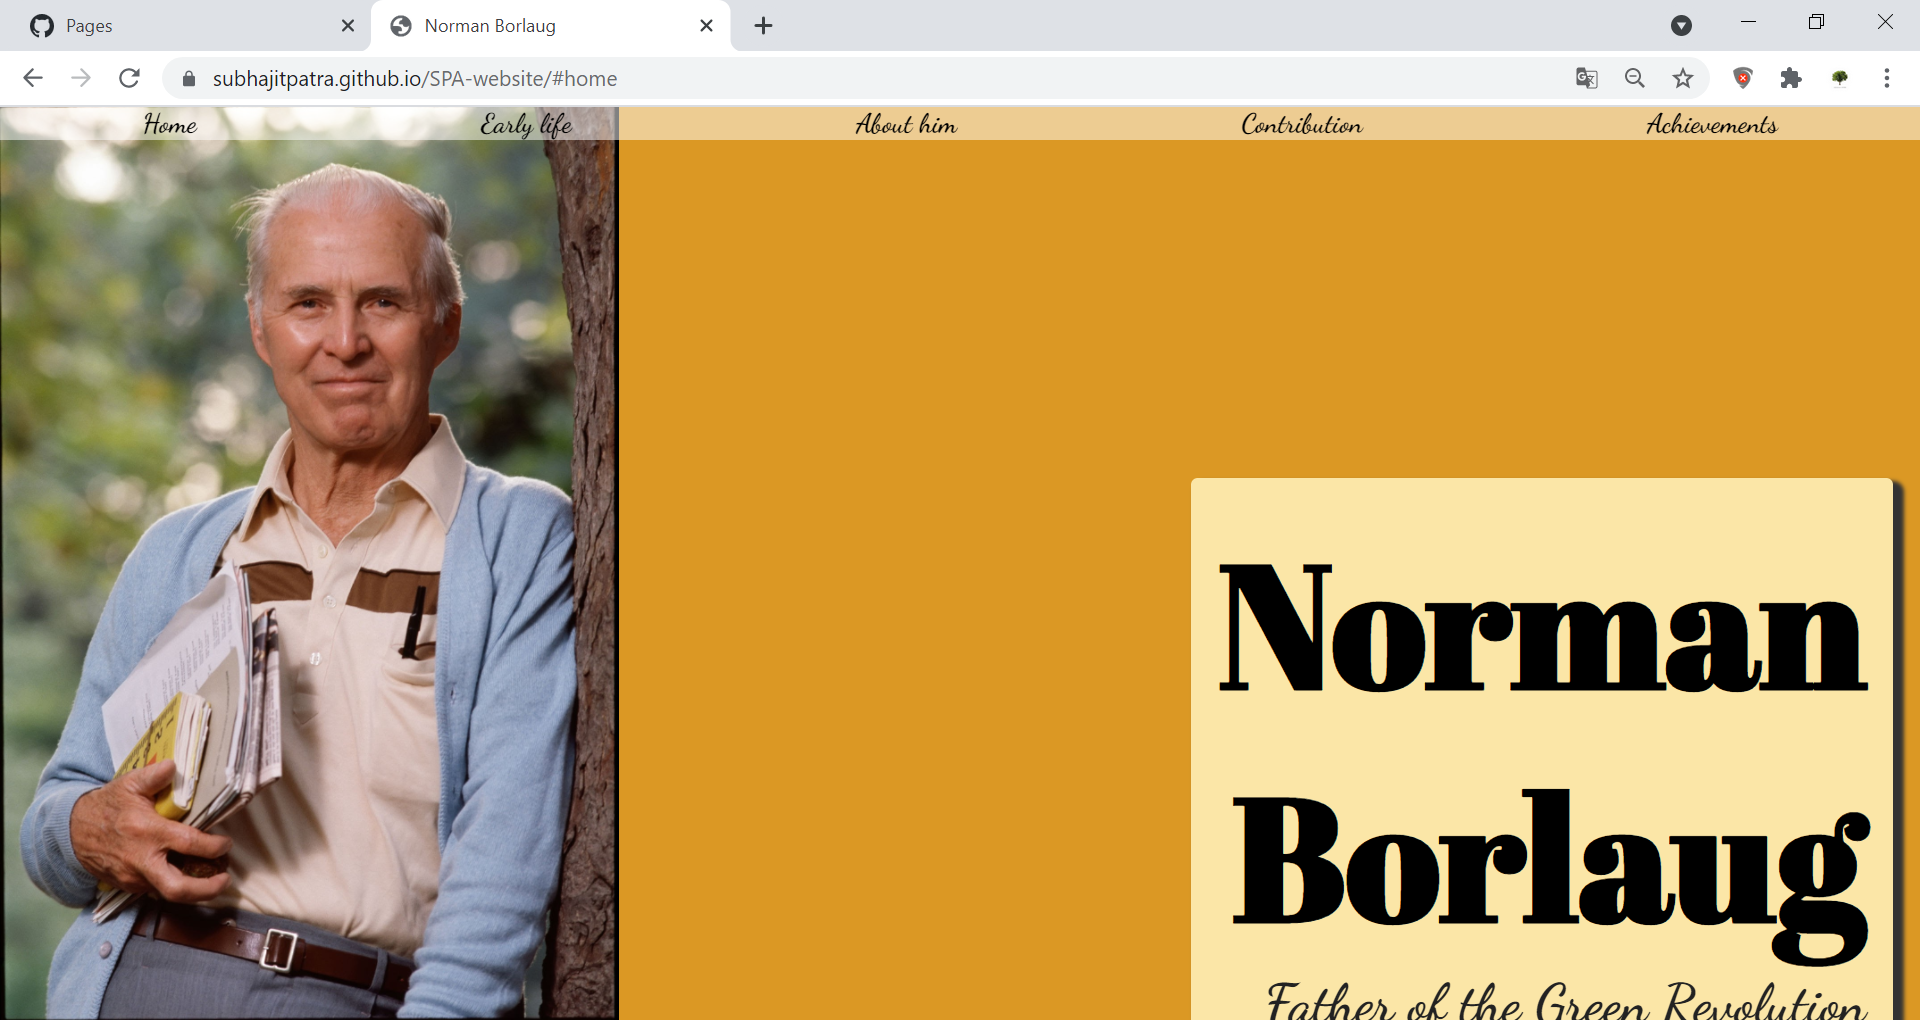 Pages
Norman Borlaug
subhajitpatra.github.io/SPA-website/#home
Home Early life About him Contribution Achievements
Norman
Borlaug
Father of the Green Revolution